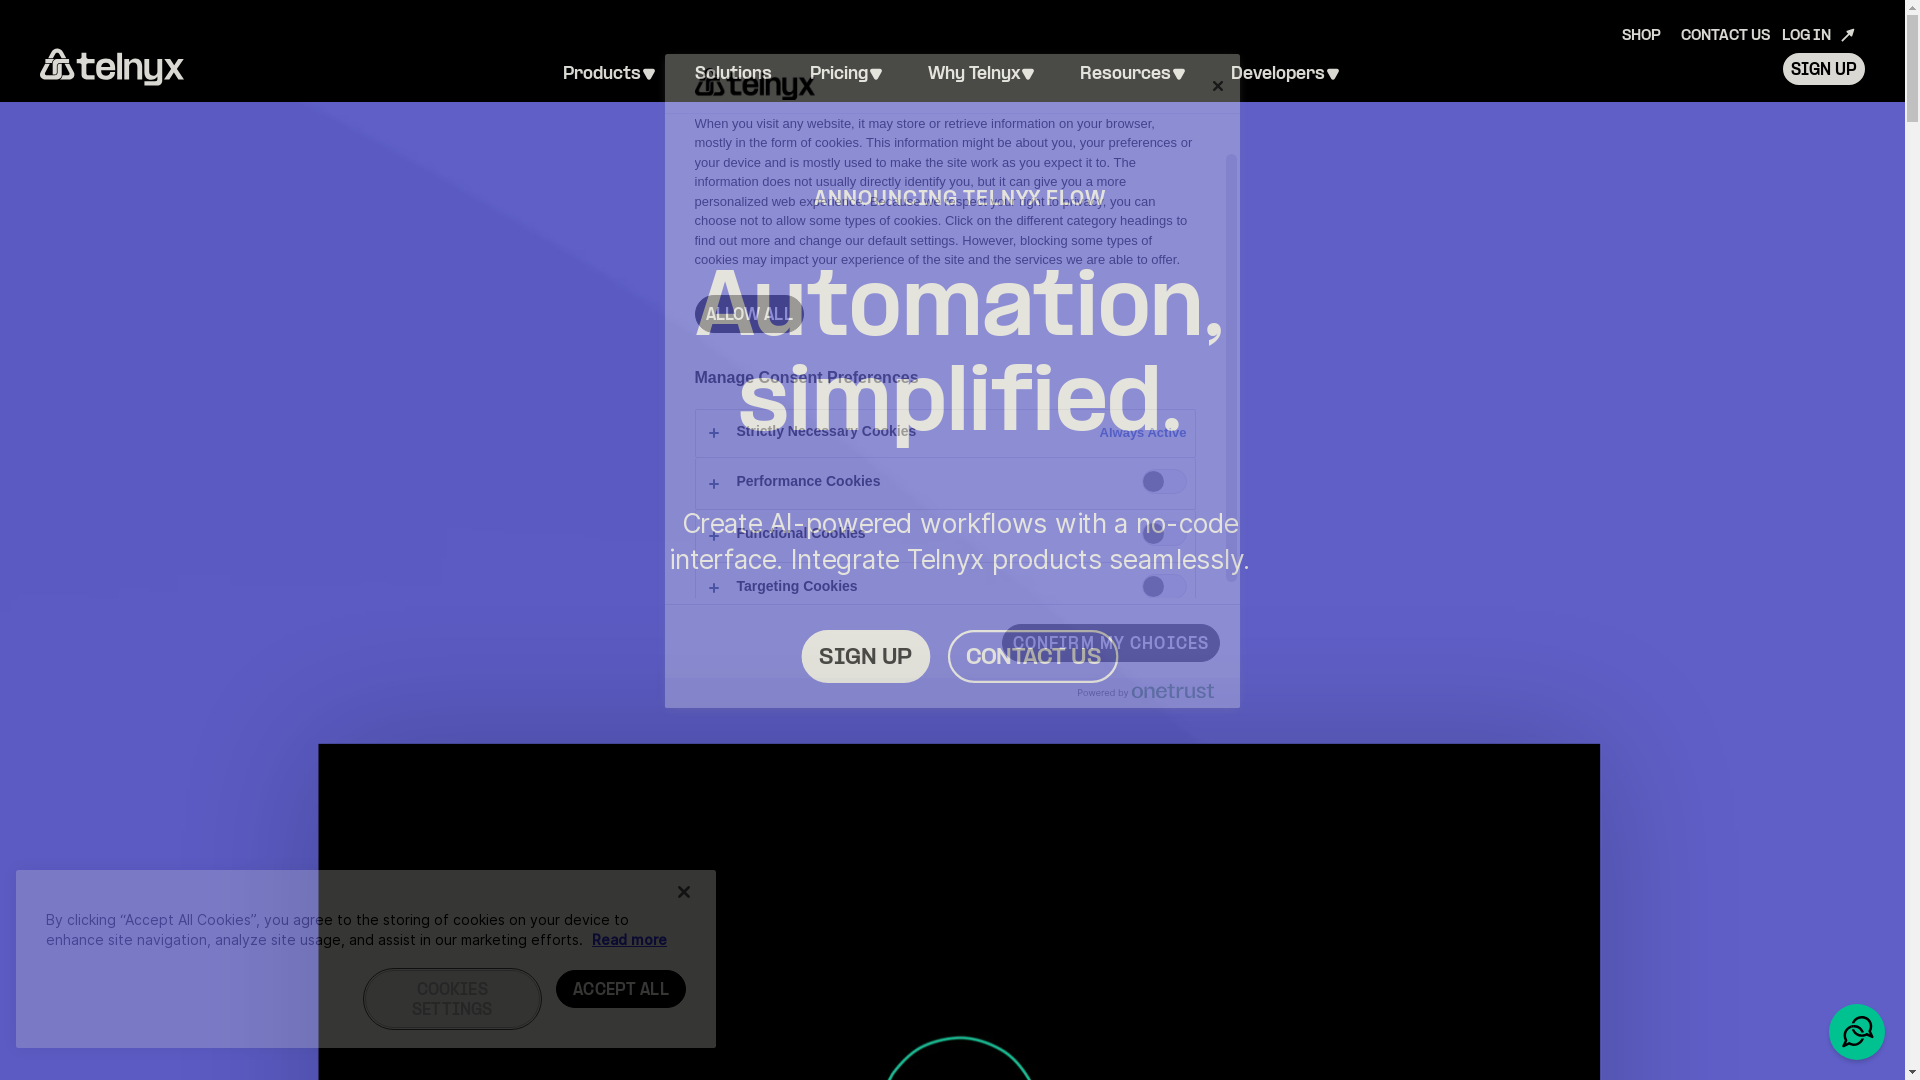 SHOP
CONTACT US
LOG IN
telnyx
Products
Solutions
Pricing
Why Telnyx
Resources
Developers
SIGN UP
telnyx
When you visit any website, it may store or retrieve information on your browser,
mostly in the form of cookies. This information might be about you, your preferences or
your device and is mostly used to make the site work as you expect it to. The
information does not usually directly identify you, but it can give you a more
personalized web experience. Because we respect your right to privacy, you can
choose not to allow some types of cookies. Click on the different category headings to
find out more and change our default settings. However, blocking some types of
cookies may impact your experience of the site and the services we are able to offer.
ANNOUNCING TELNYX FLOW
Automation,
simplified.
ALLOW ALL
Manage Consent Preferences
Strictly Necessary Cookies
Always Active
Performance Cookies
Functional Cookies
Targeting Cookies
Create AI-powered workflows with a no-code
interface. Integrate Telnyx products seamlessly.
SIGN UP
CONTACT US
CONFIRM MY CHOICES
Powered by onetrust
By clicking “Accept All Cookies”, you agree to the storing of cookies on your device to
enhance site navigation, analyze site usage, and assist in our marketing efforts. Read more
COOKIES
SETTINGS
ACCEPT ALL